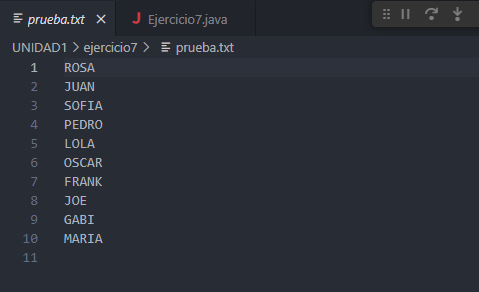 prueba.txt × J Ejercicio7.java
UNIDAD1 > ejercicio7 > prueba.txt
1 ROSA
2 JUAN
3 SOFIA
4 PEDRO
5 LOLA
6 OSCAR
7 FRANK
8 JOE
9 GABI
10 MARIA
11